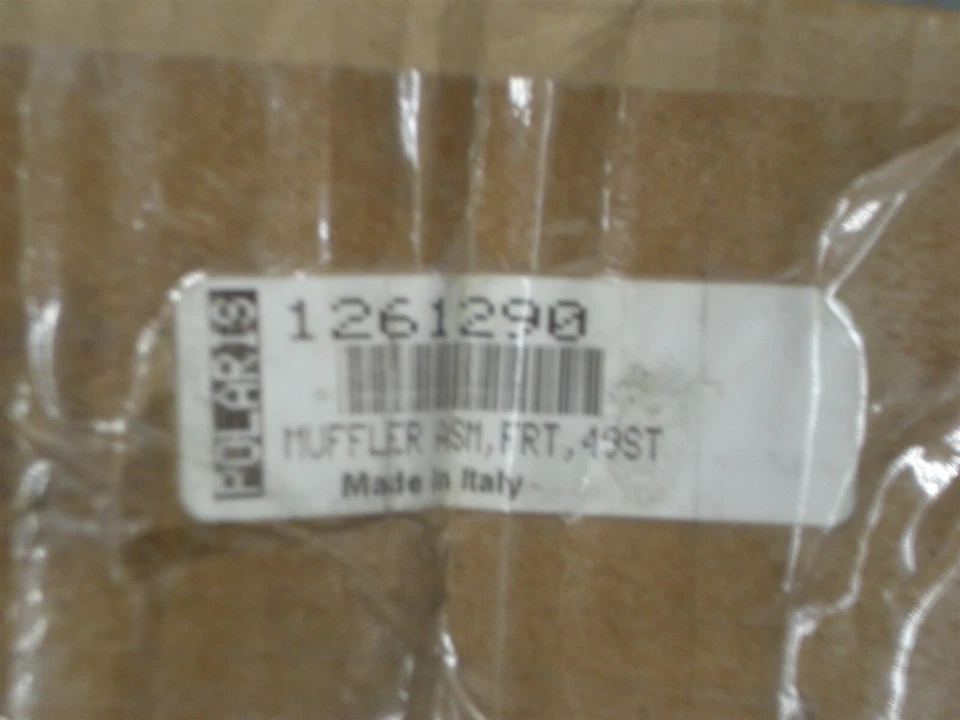 POLARIS
1261290
MUFFLER ASM, FRT, 49ST
Made in Italy